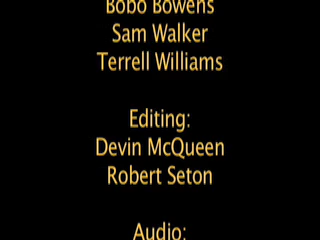 Bobo Bowens
Sam Walker
Terrell Williams
Editing:
Devin McQueen
Robert Seton
Audio: